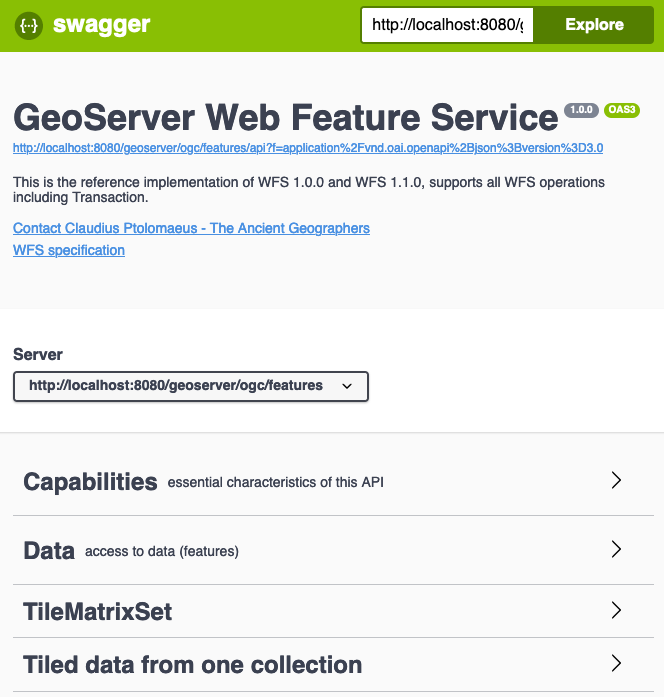 {···} swagger
http://localhost:8080/g
Explore
GeoServer Web Feature Service 1.0.0 OAS3
http://localhost:8080/geoserver/ogc/features/api?f=application%2Fvnd.oai.openapi%2Bjson%3Bversion%3D3.0
This is the reference implementation of WFS 1.0.0 and WFS 1.1.0, supports all WFS operations
including Transaction.
Contact Claudius Ptolomaeus - The Ancient Geographers
WFS specification
Server
http://localhost:8080/geoserver/ogc/features
Capabilities essential characteristics of this API
Data access to data (features)
TileMatrixSet
Tiled data from one collection